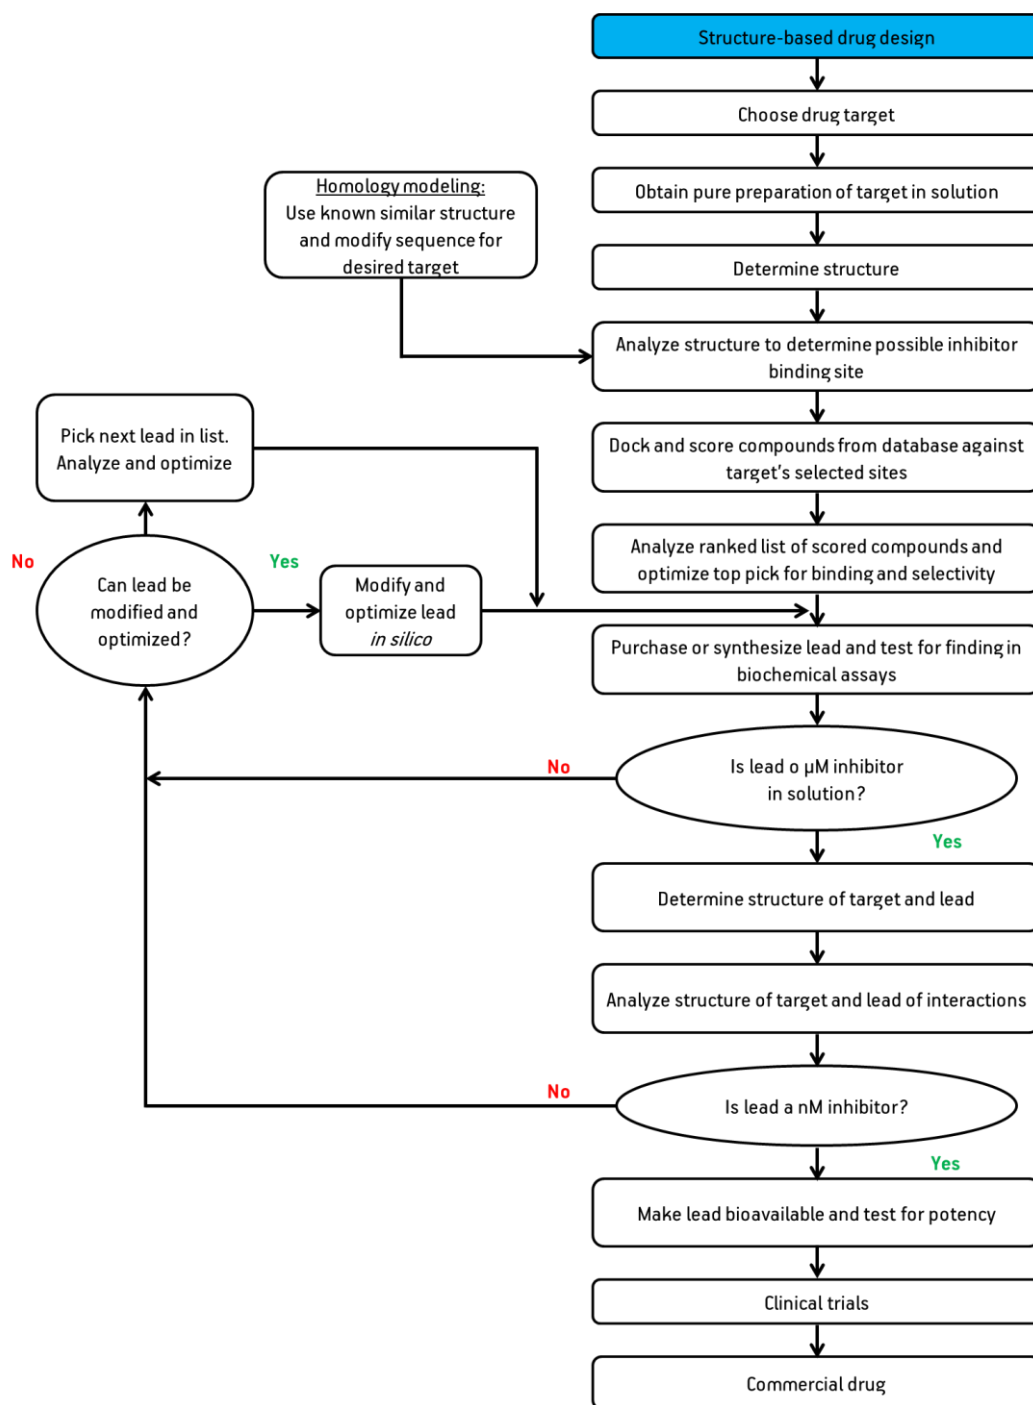 Structure-based drug design
Choose drug target
Obtain pure preparation of target in solution
Homology modeling:
Use known similar structure
and modify sequence for
desired target
Determine structure
Analyze structure to determine possible inhibitor
binding site
Pick next lead in list.
Analyze and optimize
Dock and score compounds from database against
target's selected sites
No
Can lead be
modified and
optimized?
Yes
Modify and
optimize lead
in silico
Analyze ranked list of scored compounds and
optimize top pick for binding and selectivity
Purchase or synthesize lead and test for finding in
biochemical assays
No
Is lead o µM inhibitor
in solution?
Yes
Determine structure of target and lead
Analyze structure of target and lead of interactions
No
Is lead a nM inhibitor?
Yes
Make lead bioavailable and test for potency
Clinical trials
Commercial drug